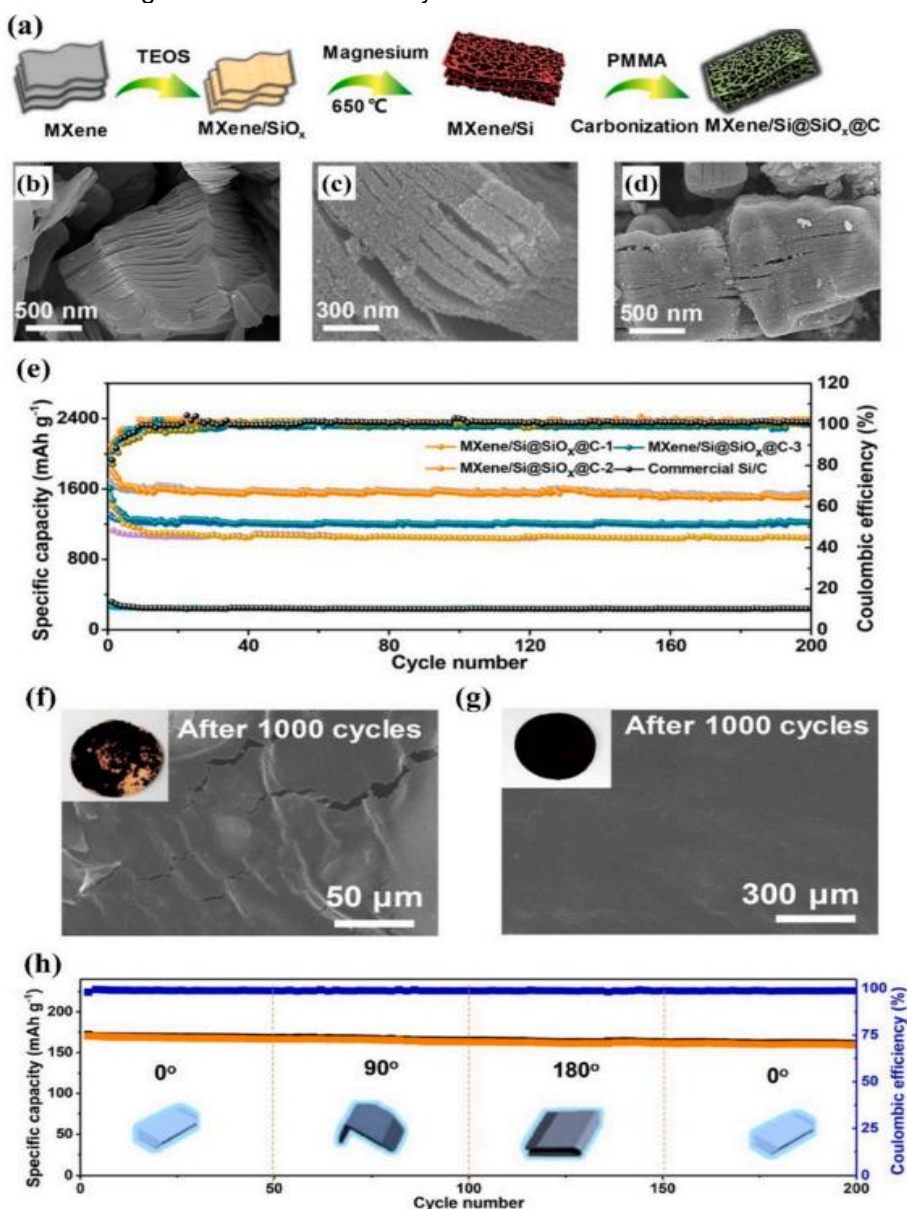 (a)
TEOS
Magnesium
650 ℃
PMMA
Carbonization
MXene
MXene/SiOₓ
MXene/Si
MXene/Si@SiOₓ@C
(b)
500 nm
(c)
300 nm
(d)
500 nm
(e)
Specific capacity (mAh g⁻¹)
2400
1600
800
0
MXene/Si@SiOₓ@C-1
MXene/Si@SiOₓ@C-3
MXene/Si@SiOₓ@C-2
Commercial Si/C
120
100
80
60
40
20
0
Coulombic efficiency (%)
0 40 80 120 160 200
Cycle number
(f)
After 1000 cycles
50 μm
(g)
After 1000 cycles
300 μm
(h)
Specific capacity (mAh g⁻¹)
200
150
100
50
0
0° 90° 180° 0°
100
75
50
25
0
Coulombic efficiency (%)
0 50 100 150 200
Cycle number